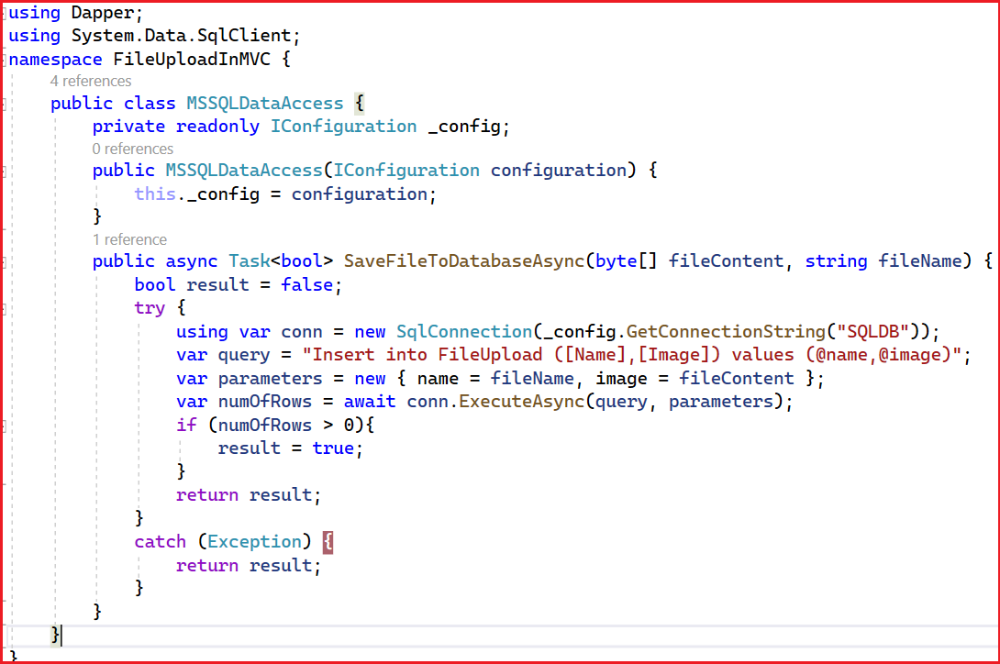 using Dapper;
using System.Data.SqlClient;
namespace FileUploadInMVC {
4 references
public class MSSQLDataAccess {
private readonly IConfiguration _config;
0 references
public MSSQLDataAccess(IConfiguration configuration) {
this._config = configuration;
}
1 reference
public async Task<bool> SaveFileToDatabaseAsync(byte[] fileContent, string fileName) {
bool result = false;
try {
using var conn = new SqlConnection(_config.GetConnectionString("SQLDB"));
var query = "Insert into FileUpload ([Name],[Image]) values (@name,@image)";
var parameters = new { name = fileName, image = fileContent };
var numOfRows = await conn.ExecuteAsync(query, parameters);
if (numOfRows > 0){
result = true;
}
return result;
}
catch (Exception) {
return result;
}
}
}
}